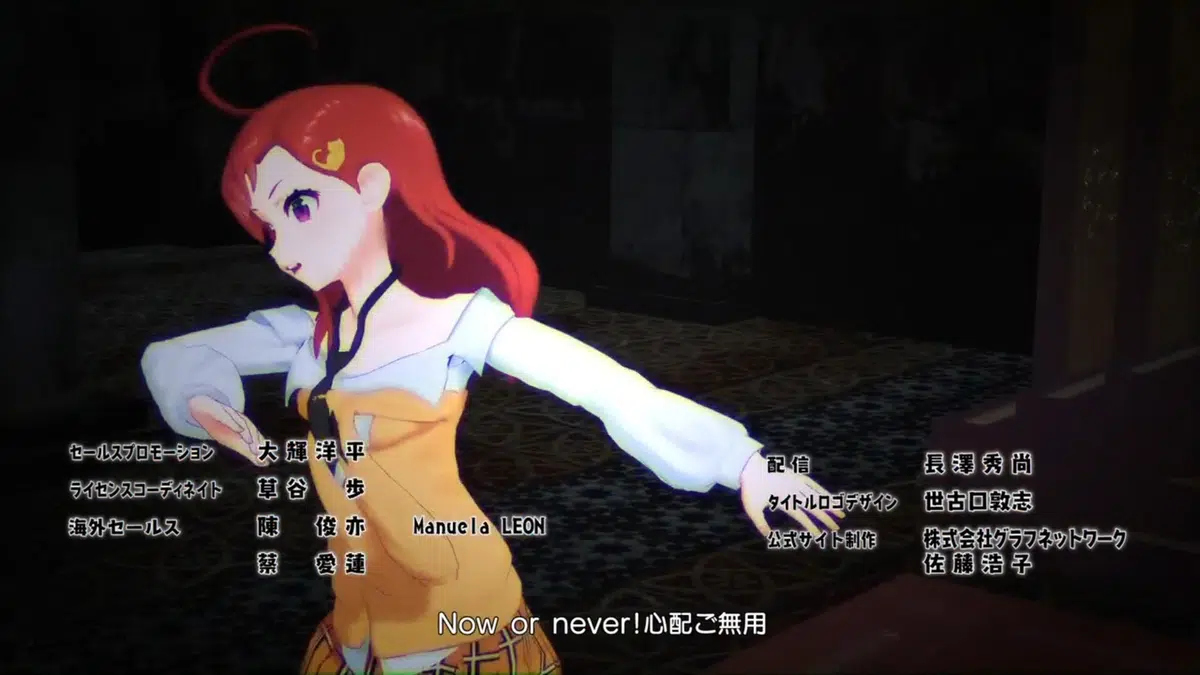 セールスプロモーション 大輝洋平
ライセンスコーディネイト 草谷 歩
海外セールス 陳 俊亦 Manuela LEON
蔡 愛蓮
配信 長澤秀尚
タイトルロゴデザイン 世古口敦志
公式サイト制作 株式会社グラフネットワーク
佐藤浩子
Now or never!心配ご無用